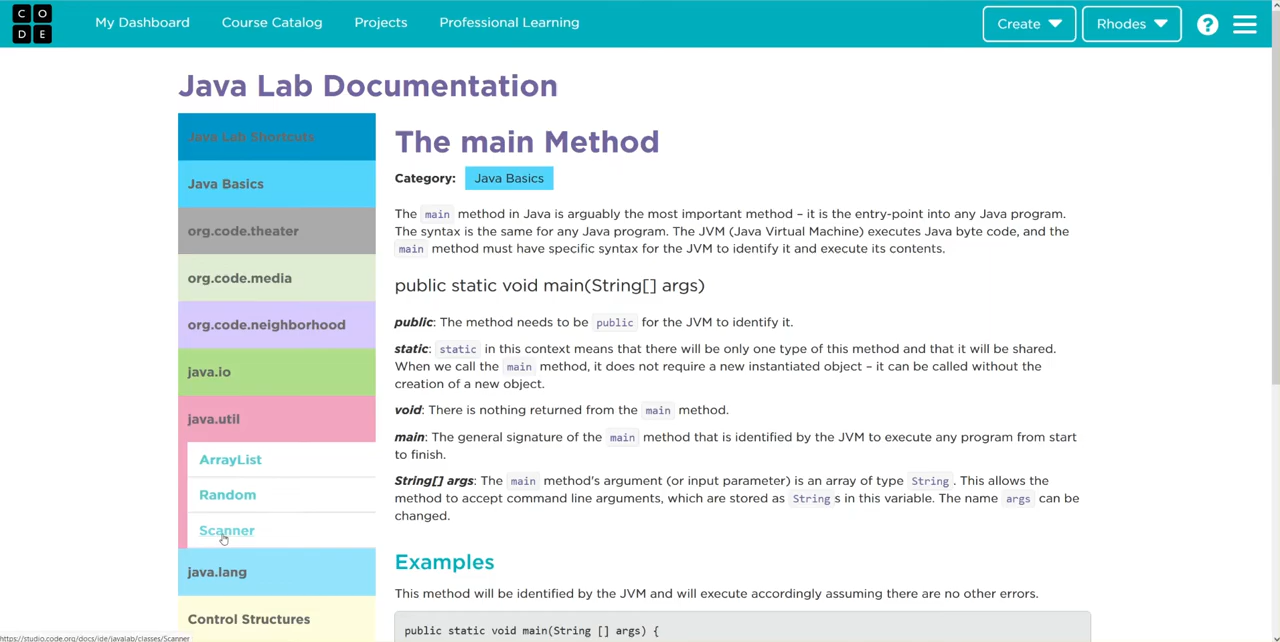 C O
D E
My Dashboard
Course Catalog
Projects
Professional Learning
Create
Rhodes
?
Java Lab Documentation
Java Lab Shortcuts
Java Basics
org.code.theater
org.code.media
org.code.neighborhood
java.io
java.util
ArrayList
Random
Scanner
java.lang
Control Structures
The main Method
Category: Java Basics
The main method in Java is arguably the most important method – it is the entry-point into any Java program.
The syntax is the same for any Java program. The JVM (Java Virtual Machine) executes Java byte code, and the
main method must have specific syntax for the JVM to identify it and execute its contents.
public static void main(String[] args)
public: The method needs to be public for the JVM to identify it.
static: static in this context means that there will be only one type of this method and that it will be shared.
When we call the main method, it does not require a new instantiated object – it can be called without the
creation of a new object.
void: There is nothing returned from the main method.
main: The general signature of the main method that is identified by the JVM to execute any program from start
to finish.
String[] args: The main method's argument (or input parameter) is an array of type String. This allows the
method to accept command line arguments, which are stored as String s in this variable. The name args can be
changed.
Examples
This method will be identified by the JVM and will execute accordingly assuming there are no other errors.
public static void main(String [] args) {
https://studio.code.org/docs/ide/javalab/classes/Scanner